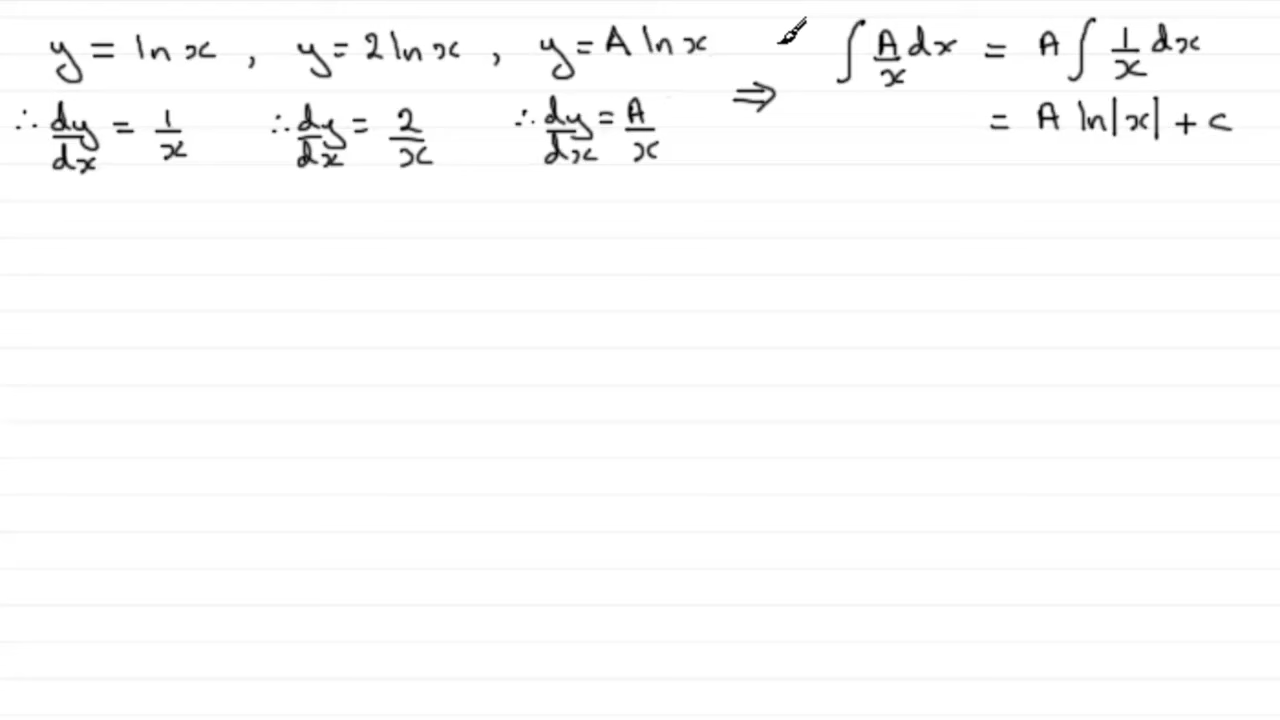 y = ln x , y = 2 ln x , y = A ln x ⇒ ∫ A/x dx = A ∫ 1/x dx
∴ dy/dx = 1/x ∴ dy/dx = 2/x ∴ dy/dx = A/x = A ln|x| + c